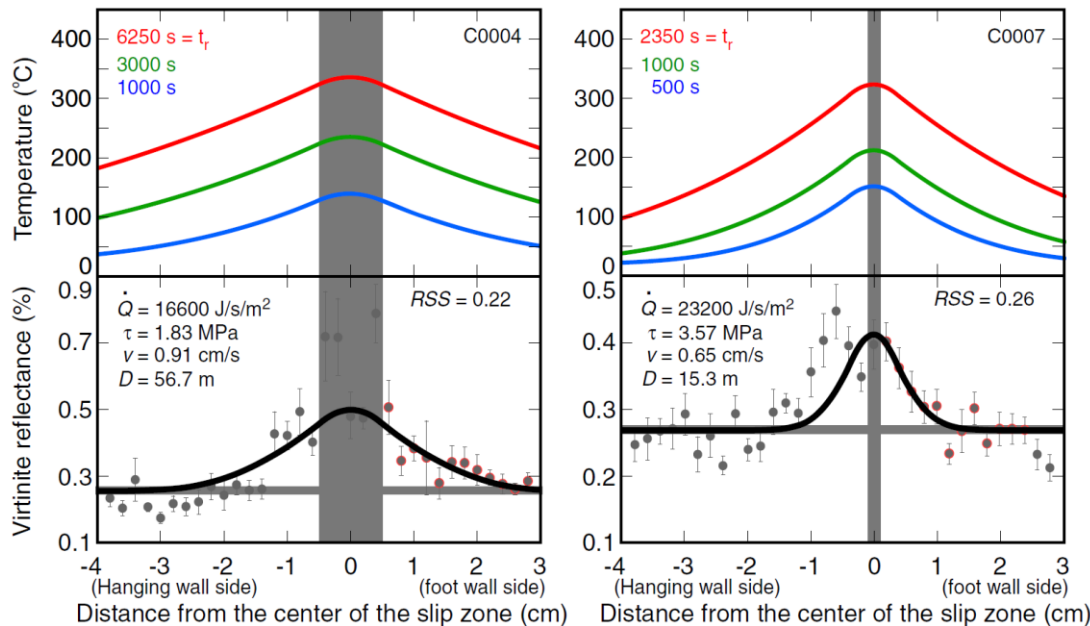 6250 s = tr
3000 s
1000 s
C0004
Temperature (℃)
400
300
200
100
0
2350 s = tr
1000 s
500 s
C0007
400
300
200
100
0
Q̇ = 16600 J/s/m²
τ = 1.83 MPa
v = 0.91 cm/s
D = 56.7 m
RSS = 0.22
Virtinite reflectance (%)
0.9
0.7
0.5
0.3
0.1
-4 -3 -2 -1 0 1 2 3
(Hanging wall side) (foot wall side)
Distance from the center of the slip zone (cm)
Q̇ = 23200 J/s/m²
τ = 3.57 MPa
v = 0.65 cm/s
D = 15.3 m
RSS = 0.26
0.5
0.4
0.3
0.2
0.1
-4 -3 -2 -1 0 1 2 3
(Hanging wall side) (foot wall side)
Distance from the center of the slip zone (cm)